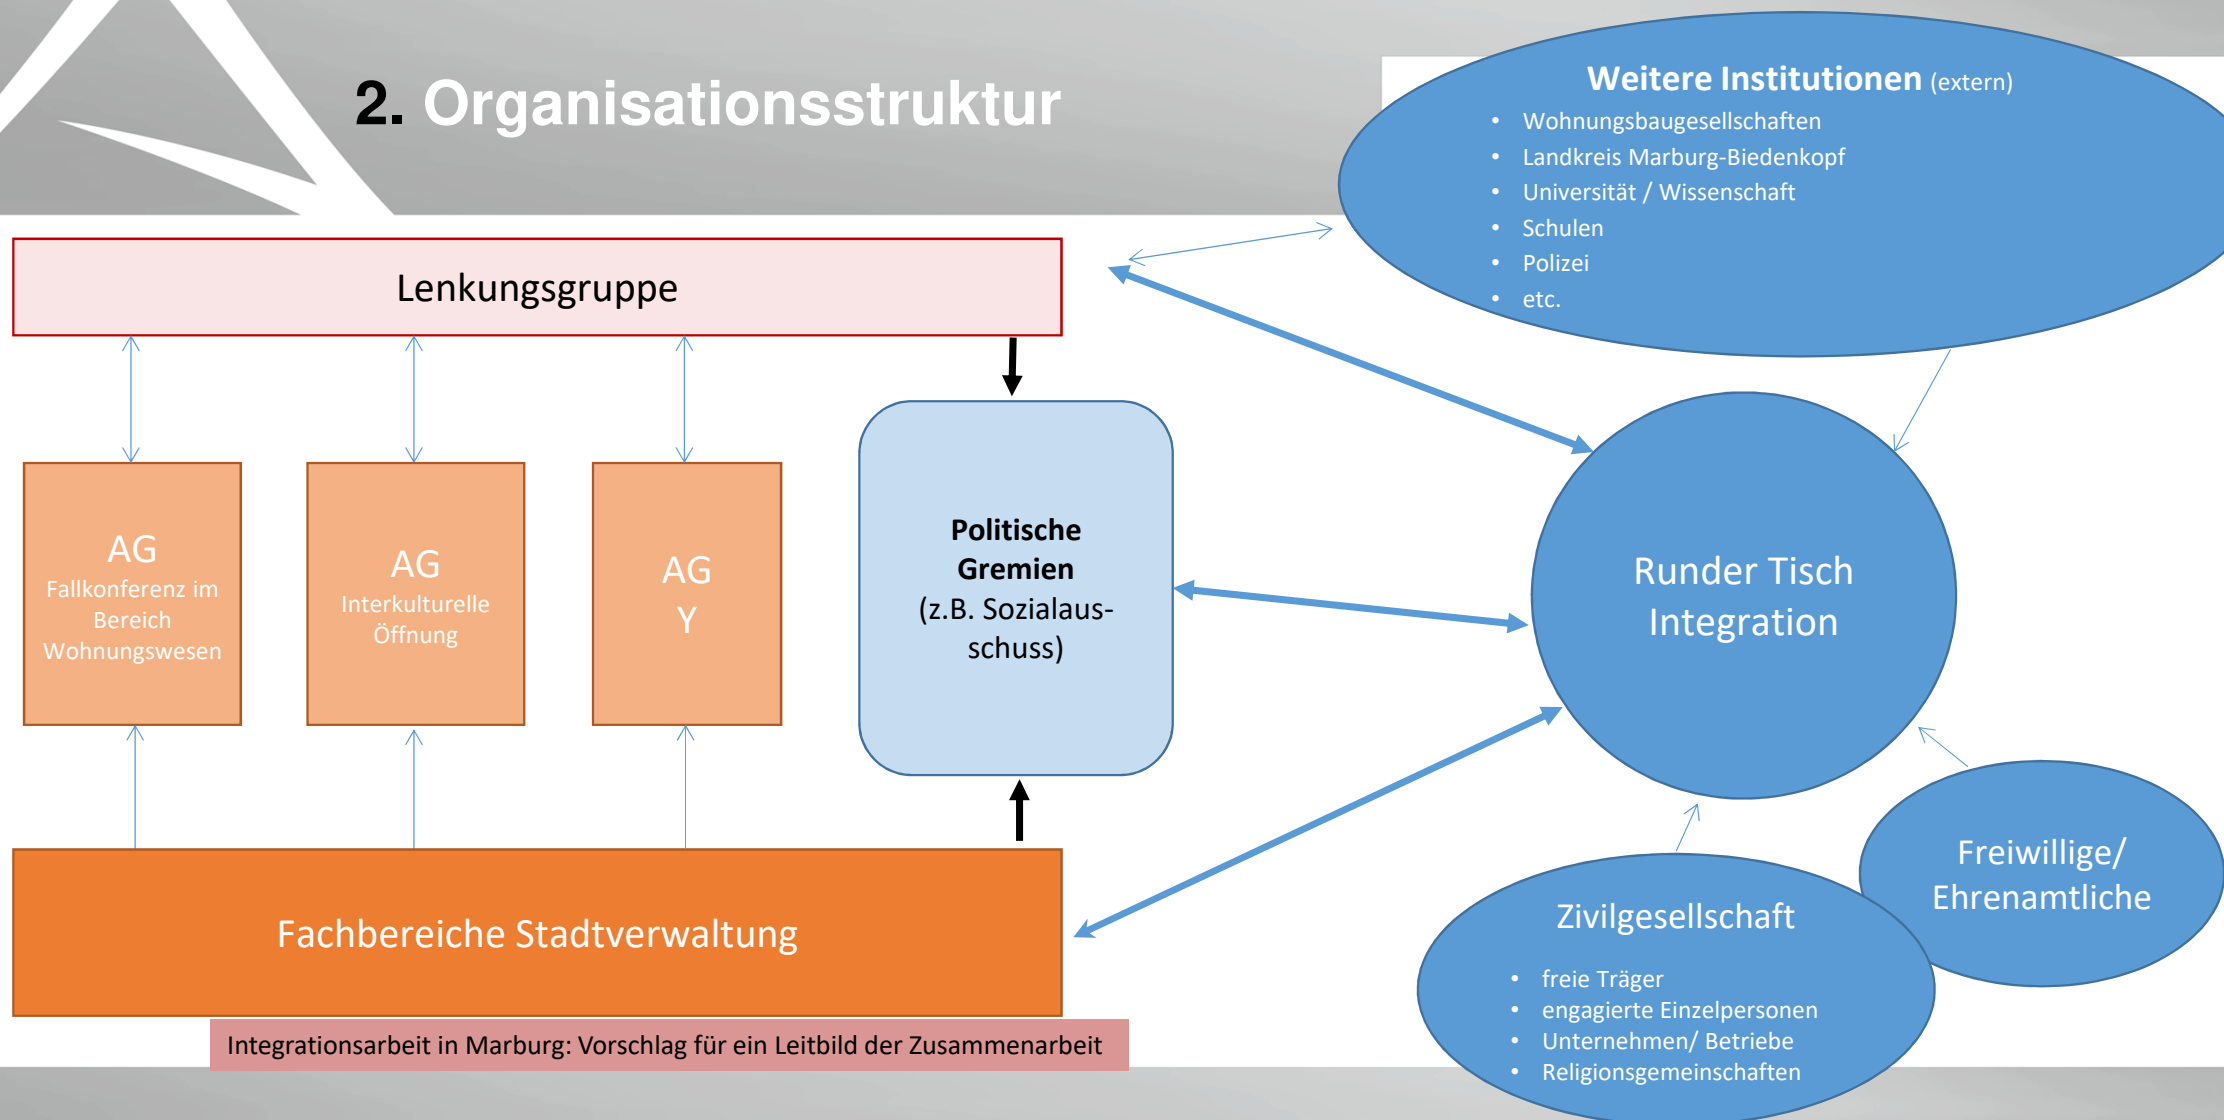 2. Organisationsstruktur
Weitere Institutionen (extern)
• Wohnungsbaugesellschaften
• Landkreis Marburg-Biedenkopf
• Universität / Wissenschaft
• Schulen
• Polizei
• etc.
Lenkungsgruppe
AG
Fallkonferenz im
Bereich
Wohnungswesen
AG
Interkulturelle
Öffnung
AG
Y
Politische
Gremien
(z.B. Sozialaus-
schuss)
Runder Tisch
Integration
Fachbereiche Stadtverwaltung
Freiwillige/
Ehrenamtliche
Zivilgesellschaft
• freie Träger
• engagierte Einzelpersonen
• Unternehmen/ Betriebe
• Religionsgemeinschaften
Integrationsarbeit in Marburg: Vorschlag für ein Leitbild der Zusammenarbeit